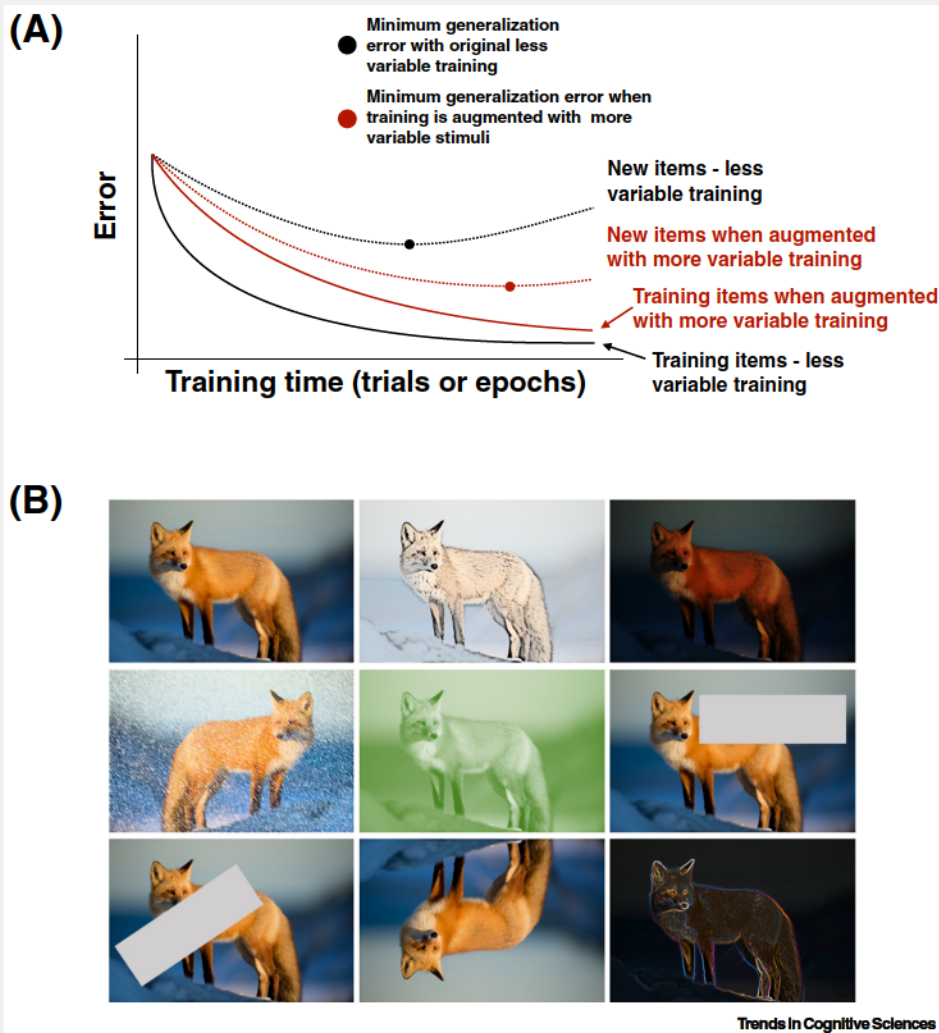 (A)
Minimum generalization
error with original less
variable training
Minimum generalization error when
training is augmented with  more
variable stimuli
Error
New items - less
variable training
New items when augmented
with more variable training
Training items when augmented
with more variable training
Training items - less
variable training
Training time (trials or epochs)
(B)
Trends in Cognitive Sciences